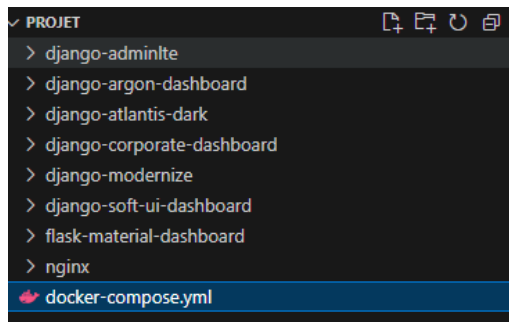 PROJET
django-adminlte
django-argon-dashboard
django-atlantis-dark
django-corporate-dashboard
django-modernize
django-soft-ui-dashboard
flask-material-dashboard
nginx
docker-compose.yml